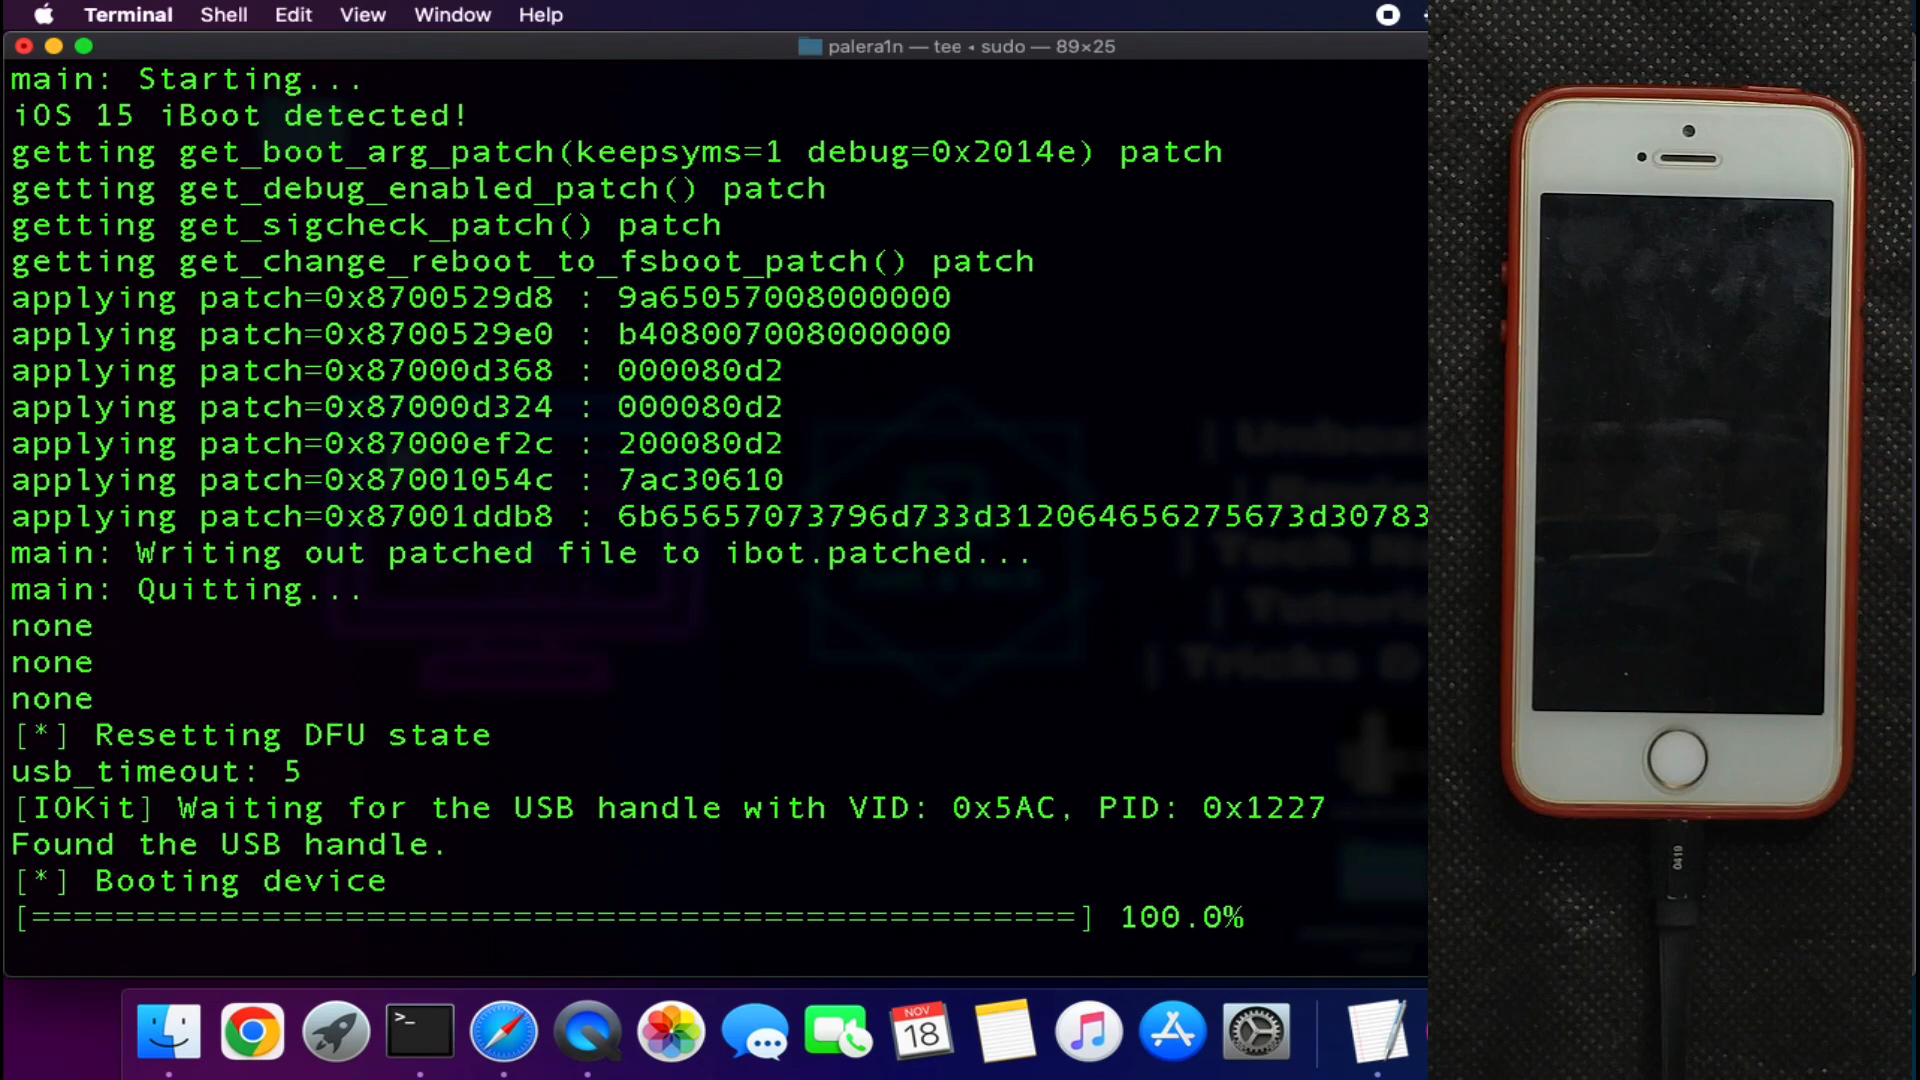 Terminal Shell Edit View Window Help
palera1n — tee ◂ sudo — 89×25
main: Starting...
iOS 15 iBoot detected!
getting get_boot_arg_patch(keepsyms=1 debug=0x2014e) patch
getting get_debug_enabled_patch() patch
getting get_sigcheck_patch() patch
getting get_change_reboot_to_fsboot_patch() patch
applying patch=0x8700529d8 : 9a65057008000000
applying patch=0x8700529e0 : b408007008000000
applying patch=0x87000d368 : 000080d2
applying patch=0x87000d324 : 000080d2
applying patch=0x87000ef2c : 200080d2
applying patch=0x87001054c : 7ac30610
applying patch=0x87001ddb8 : 6b65657073796d733d312064656275673d30783
main: Writing out patched file to ibot.patched...
main: Quitting...
none
none
none
[*] Resetting DFU state
usb_timeout: 5
[IOKit] Waiting for the USB handle with VID: 0x5AC, PID: 0x1227
Found the USB handle.
[*] Booting device
[==================================================] 100.0%
NOV
18
0419